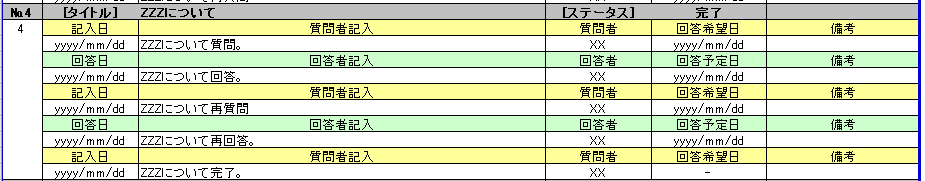 No.4 [タイトル] ZZZについて [ステータス] 完了
4 記入日 質問者記入 質問者 回答希望日 備考
yyyy/mm/dd ZZZについて質問。 XX yyyy/mm/dd
回答日 回答者記入 回答者 回答予定日 備考
yyyy/mm/dd ZZZについて回答。 XX yyyy/mm/dd
記入日 質問者記入 質問者 回答希望日 備考
yyyy/mm/dd ZZZについて再質問 XX yyyy/mm/dd
回答日 回答者記入 回答者 回答予定日 備考
yyyy/mm/dd ZZZについて再回答。 XX yyyy/mm/dd
記入日 質問者記入 質問者 回答希望日 備考
yyyy/mm/dd ZZZについて完了。 XX -